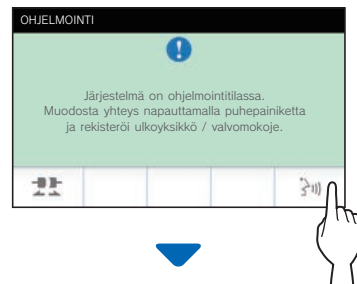 OHJELMOINTI
Järjestelmä on ohjelmointitilassa.
Muodosta yhteys napauttamalla puhepainiketta
ja rekisteröi ulkoyksikkö / valvomokoje.